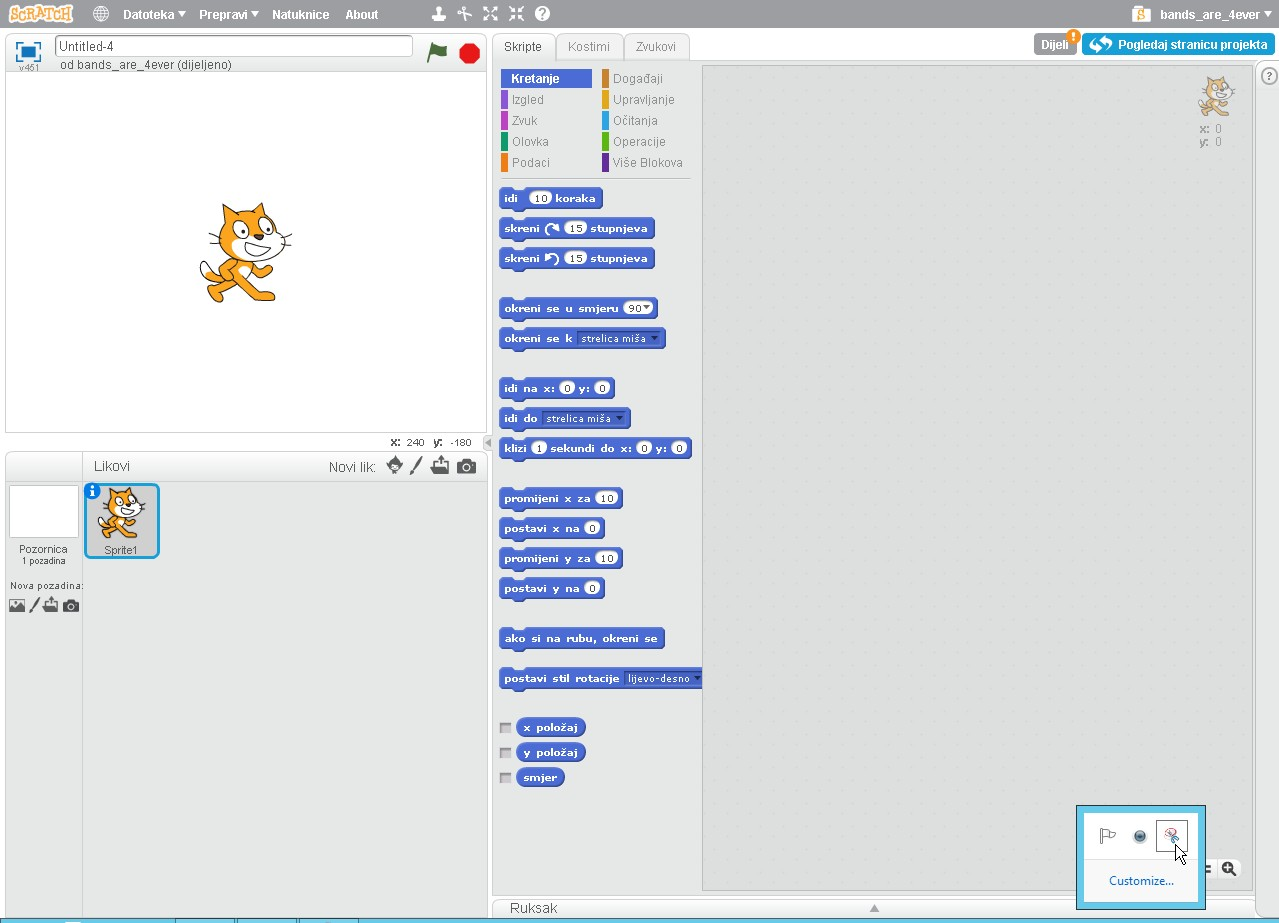 SCRATCH Datoteka Prepravi Natuknice About bands_are_4ever
v451 Untitled-4
od bands_are_4ever (dijeljeno)
Skripte Kostimi Zvukovi
Dijeli ! Pogledaj stranicu projekta
?
Kretanje Događaji
Izgled Upravljanje
Zvuk Očitanja
Olovka Operacije
Podaci Više Blokova
x: 0
y: 0
idi 10 koraka
skreni 15 stupnjeva
skreni 15 stupnjeva
okreni se u smjeru 90
okreni se k strelica miša
idi na x: 0 y: 0
idi do strelica miša
klizi 1 sekundi do x: 0 y: 0
promijeni x za 10
postavi x na 0
promijeni y za 10
postavi y na 0
ako si na rubu, okreni se
postavi stil rotacije lijevo-desno
x položaj
y položaj
smjer
x: 240 y: -180
Likovi Novi lik:
Pozornica
1 pozadina
Nova pozadina:
Sprite1
Customize...
Ruksak